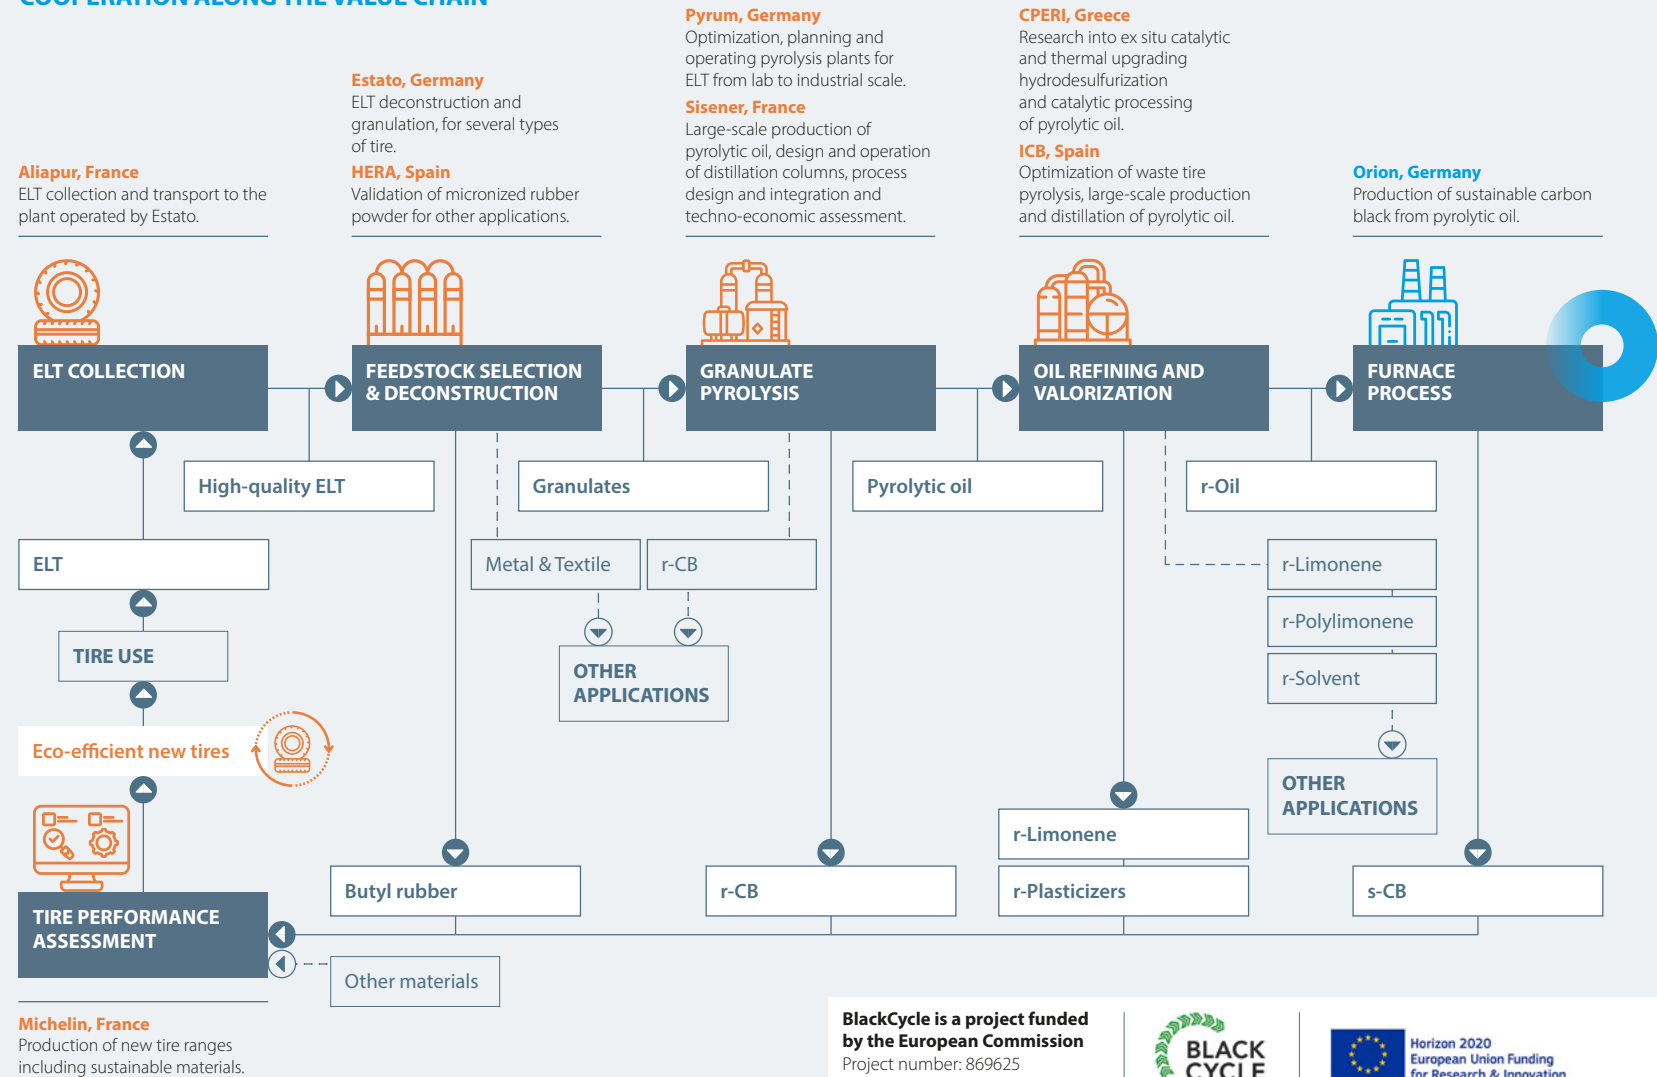 COOPERATION ALONG THE VALUE CHAIN
Aliapur, France
ELT collection and transport to the
plant operated by Estato.
Estato, Germany
ELT deconstruction and
granulation, for several types
of tire.
HERA, Spain
Validation of micronized rubber
powder for other applications.
Pyrum, Germany
Optimization, planning and
operating pyrolysis plants for
ELT from lab to industrial scale.
Sisener, France
Large-scale production of
pyrolytic oil, design and operation
of distillation columns, process
design and integration and
techno-economic assessment.
CPERI, Greece
Research into ex situ catalytic
and thermal upgrading
hydrodesulfurization
and catalytic processing
of pyrolytic oil.
ICB, Spain
Optimization of waste tire
pyrolysis, large-scale production
and distillation of pyrolytic oil.
Orion, Germany
Production of sustainable carbon
black from pyrolytic oil.
ELT COLLECTION
FEEDSTOCK SELECTION
& DECONSTRUCTION
GRANULATE
PYROLYSIS
OIL REFINING AND
VALORIZATION
FURNACE
PROCESS
High-quality ELT
Granulates
Pyrolytic oil
r-Oil
ELT
Metal & Textile
r-CB
r-Limonene
r-Polylimonene
r-Solvent
TIRE USE
OTHER
APPLICATIONS
Eco-efficient new tires
OTHER
APPLICATIONS
r-Limonene
Butyl rubber
r-CB
r-Plasticizers
s-CB
TIRE PERFORMANCE
ASSESSMENT
Other materials
Michelin, France
Production of new tire ranges
including sustainable materials.
BlackCycle is a project funded
by the European Commission
Project number: 869625
BLACK
CYCLE
Horizon 2020
European Union Funding
for Research & Innovation